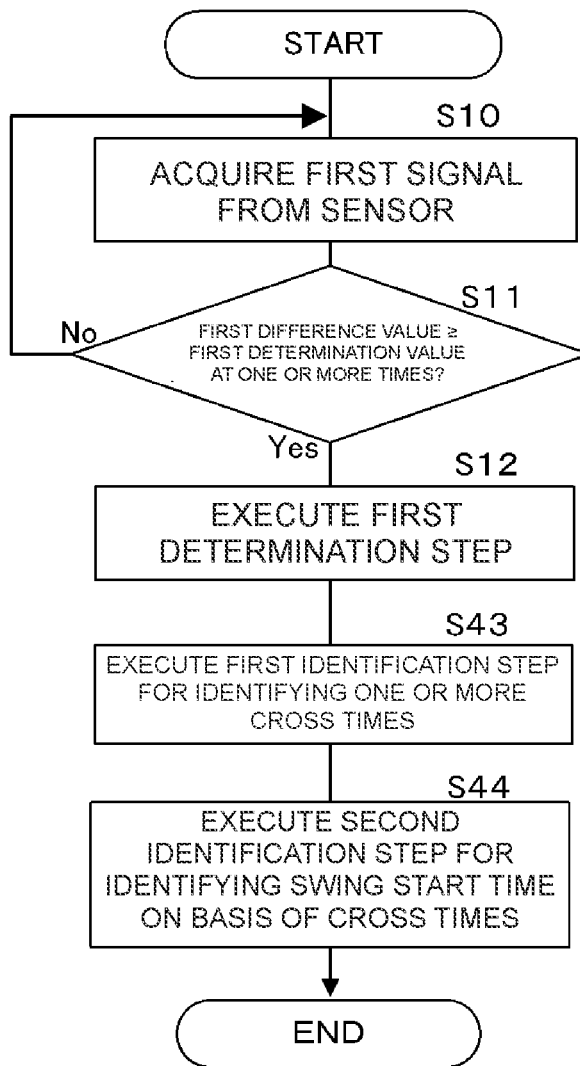 START
S10
ACQUIRE FIRST SIGNAL
FROM SENSOR
S11
No
FIRST DIFFERENCE VALUE ≥
FIRST DETERMINATION VALUE
AT ONE OR MORE TIMES?
Yes
S12
EXECUTE FIRST
DETERMINATION STEP
S43
EXECUTE FIRST IDENTIFICATION STEP
FOR IDENTIFYING ONE OR MORE
CROSS TIMES
S44
EXECUTE SECOND
IDENTIFICATION STEP FOR
IDENTIFYING SWING START TIME
ON BASIS OF CROSS TIMES
END